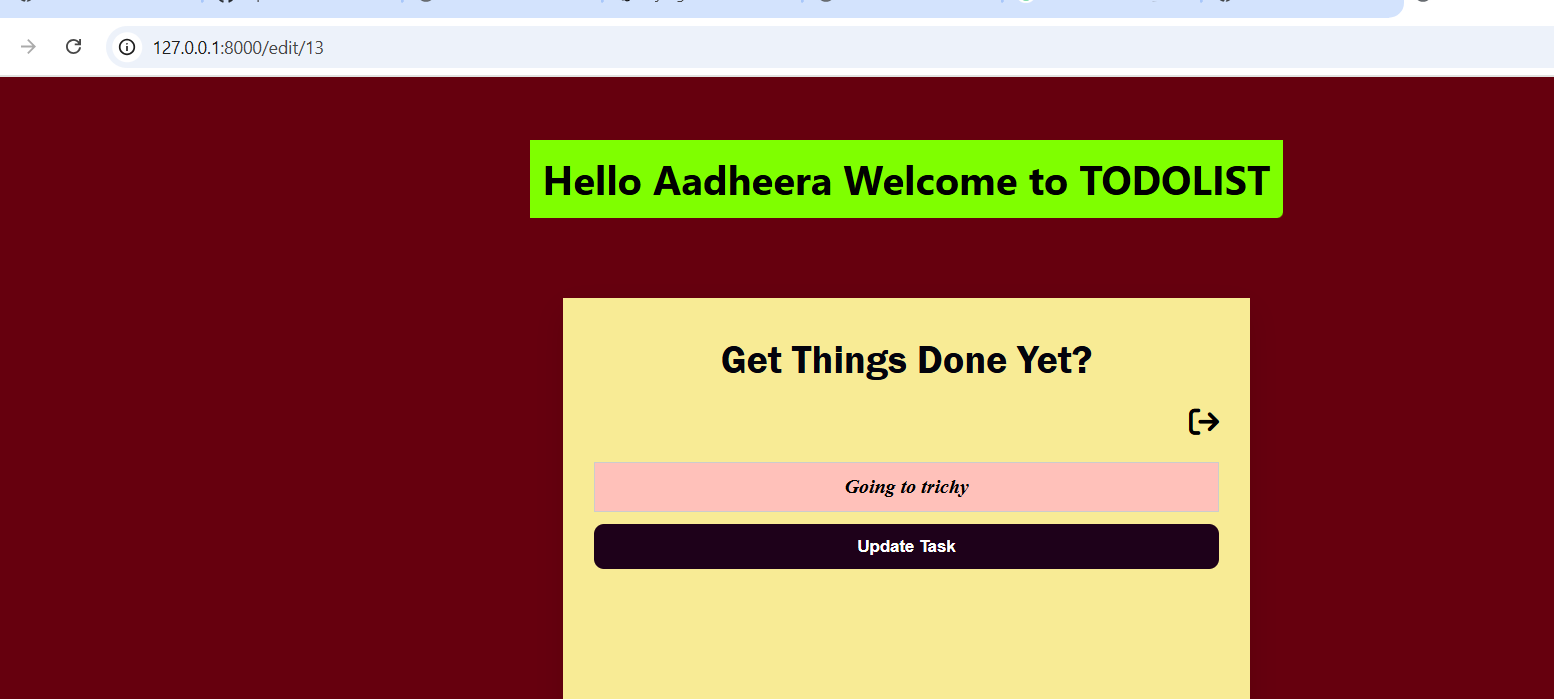 127.0.0.1:8000/edit/13
Hello Aadheera Welcome to TODOLIST
Get Things Done Yet?
Going to trichy
Update Task